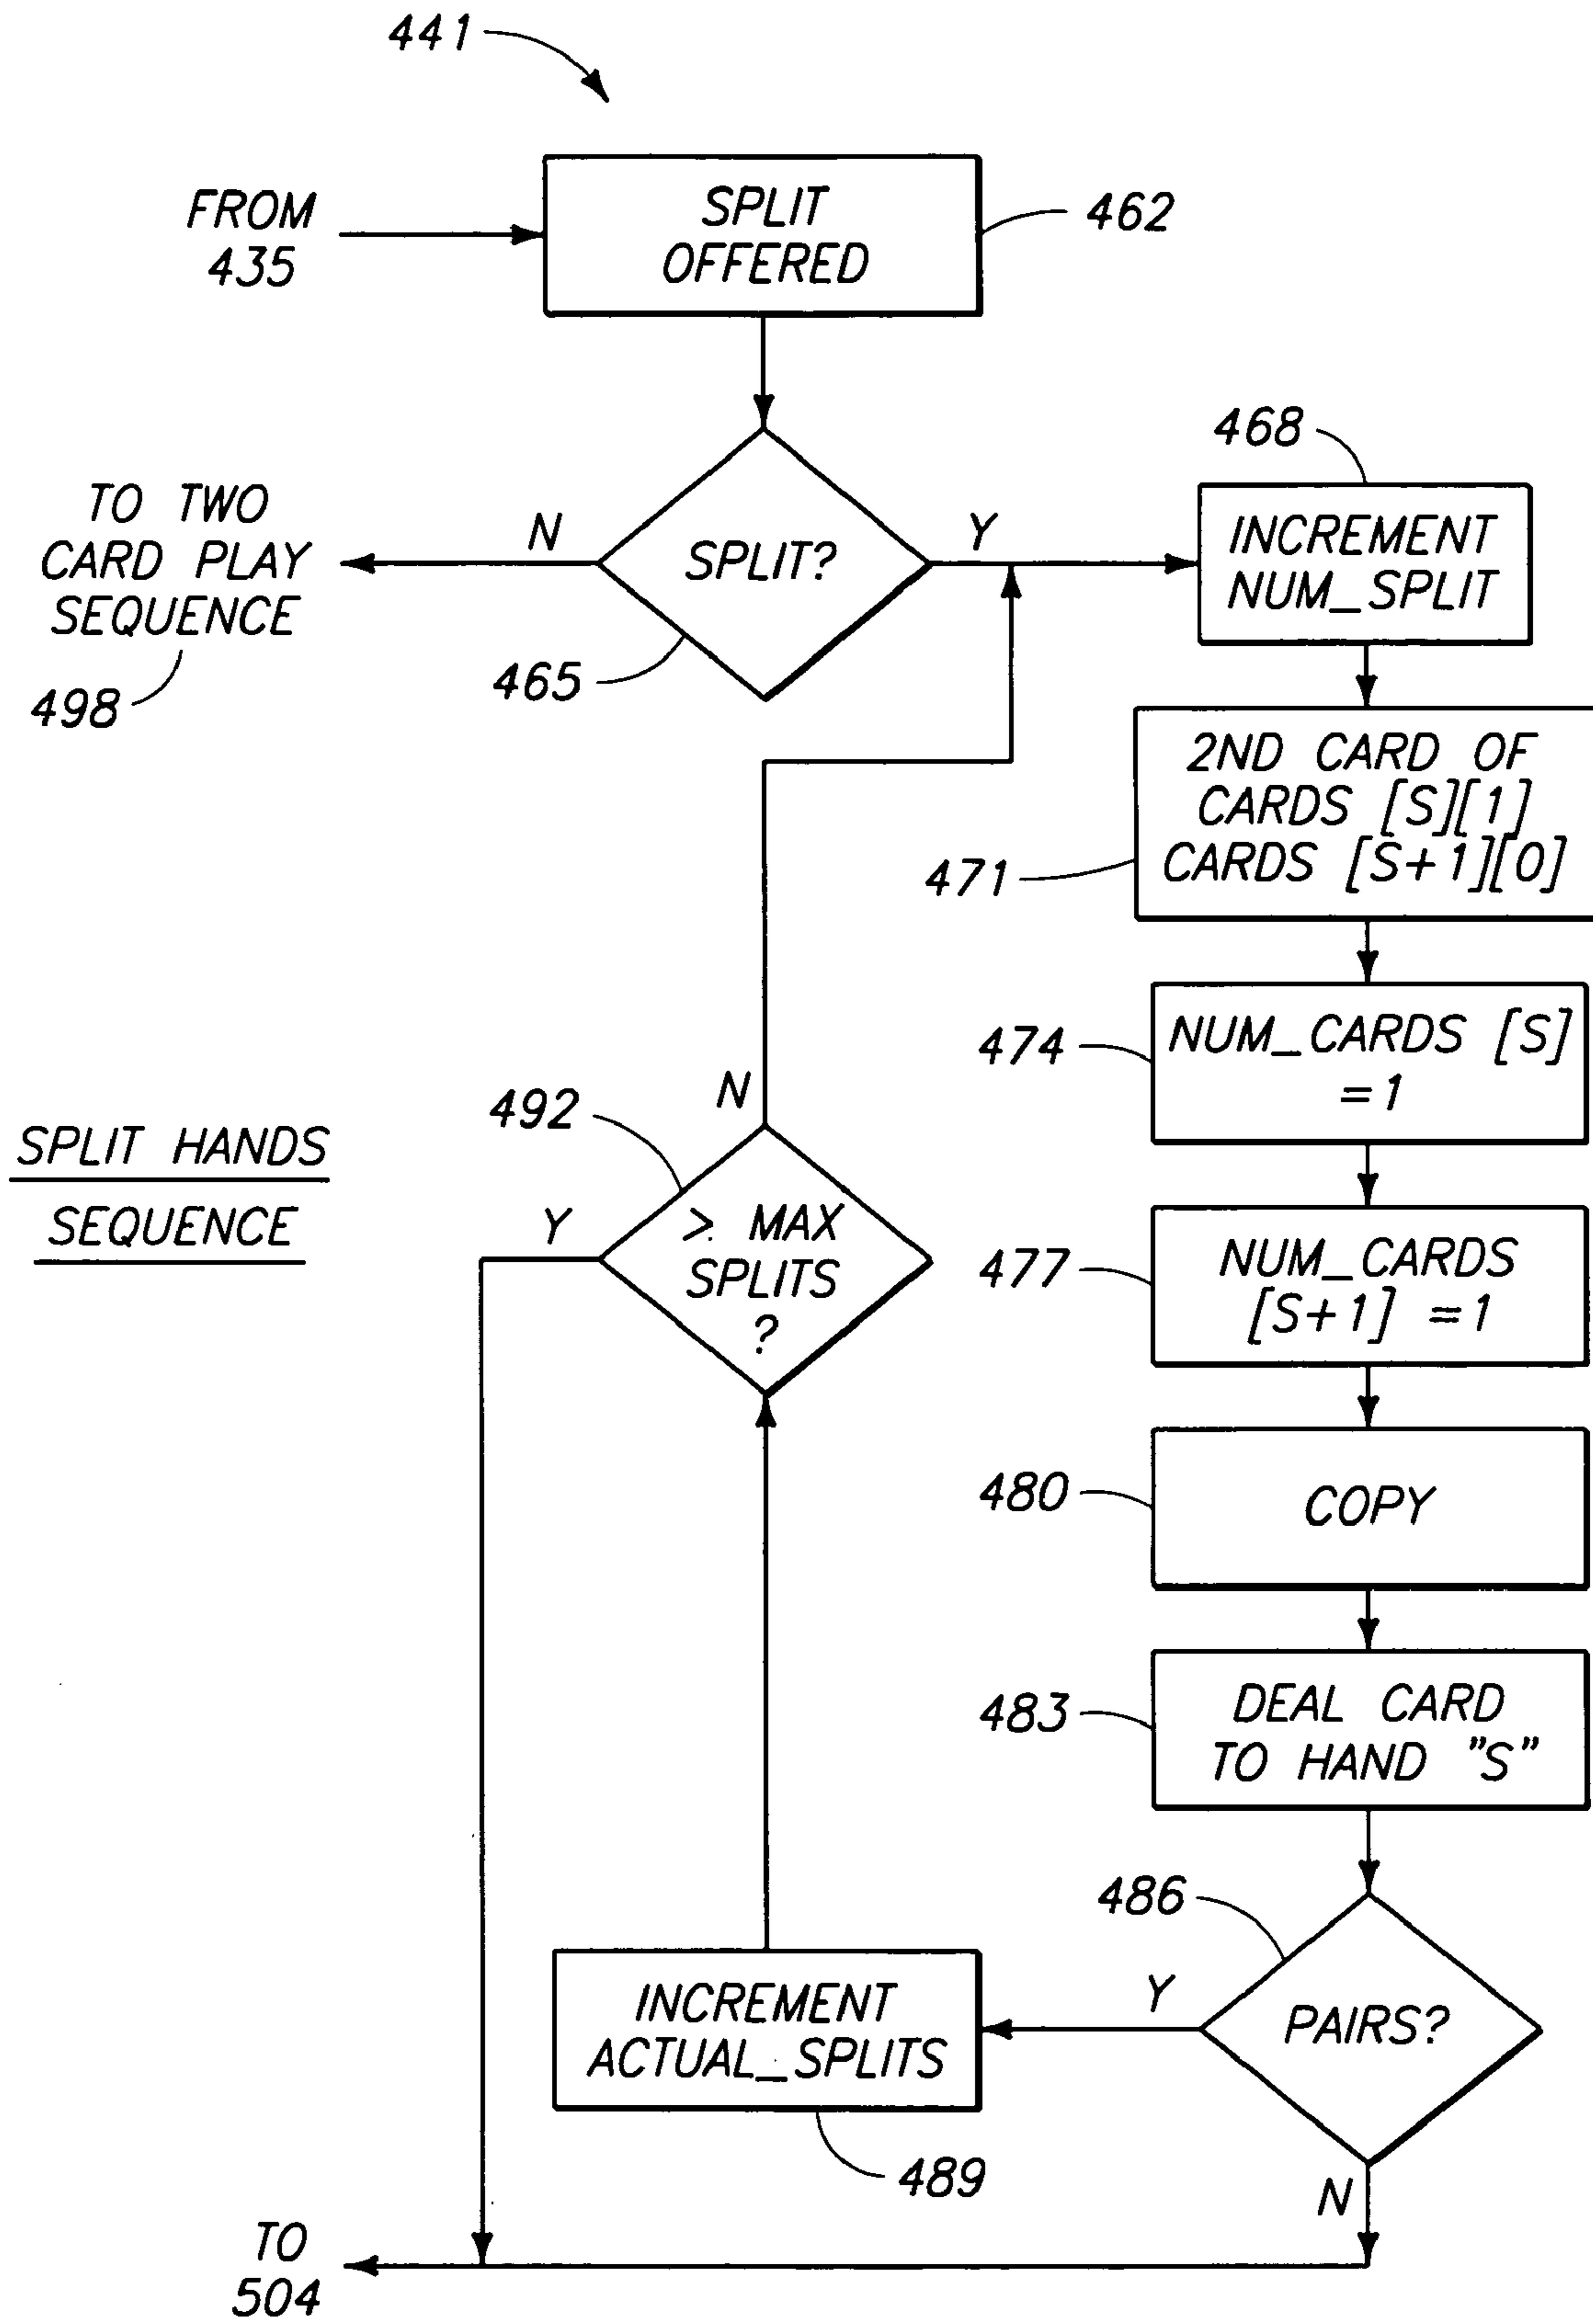 441
FROM
435
SPLIT
OFFERED
462
TO TWO
CARD PLAY
SEQUENCE
498
N
SPLIT?
Y
465
468
INCREMENT
NUM_SPLIT
2ND CARD OF
CARDS [S][1]
CARDS [S+1][0]
471
474
NUM_CARDS [S]
=1
477
NUM_CARDS
[S+1] =1
SPLIT HANDS
SEQUENCE
492
N
Y
> MAX
SPLITS
?
480
COPY
483
DEAL CARD
TO HAND "S"
486
PAIRS?
Y
N
INCREMENT
ACTUAL_SPLITS
489
TO
504